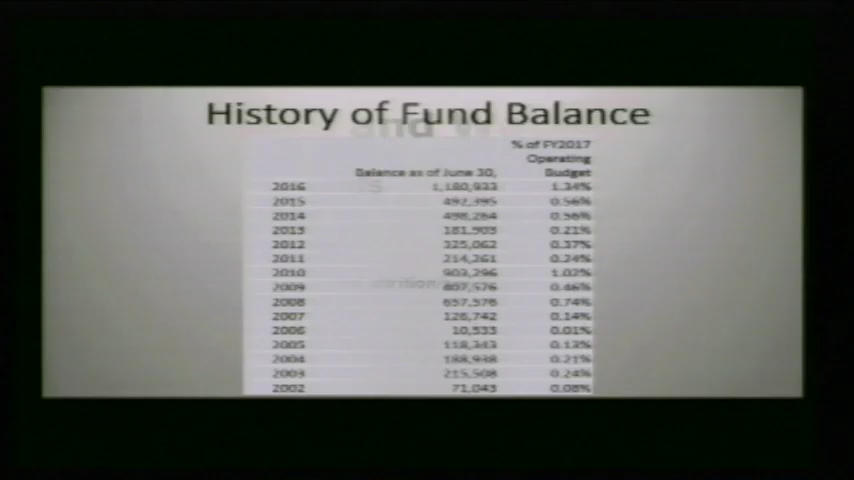 History of Fund Balance
% of FY2017
Operating
Balance as of June 30, Budget
2016 1,180,933 1.34%
2015 492,395 0.56%
2014 498,264 0.56%
2013 181,903 0.21%
2012 325,062 0.37%
2011 214,261 0.24%
2010 903,296 1.02%
2009 407,576 0.46%
2008 657,576 0.74%
2007 126,742 0.14%
2006 10,533 0.01%
2005 118,343 0.13%
2004 188,938 0.21%
2003 215,508 0.24%
2002 71,043 0.08%